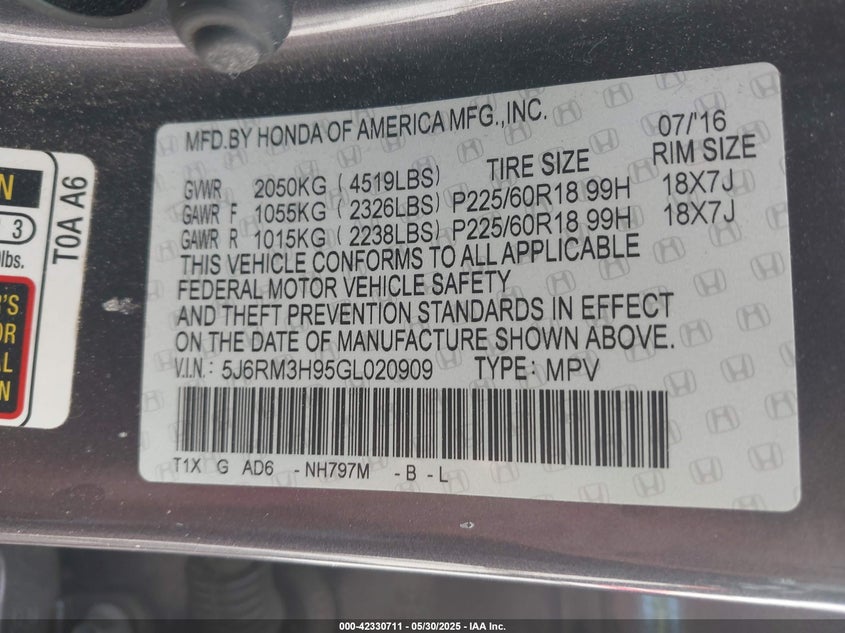 MFD.BY HONDA OF AMERICA MFG.,INC. 07/16
TIRE SIZE RIM SIZE
GVWR 2050KG (4519LBS)
GAWR F 1055KG (2326LBS) P225/60R18 99H 18X7J
GAWR R 1015KG (2238LBS) P225/60R18 99H 18X7J
THIS VEHICLE CONFORMS TO ALL APPLICABLE
FEDERAL MOTOR VEHICLE SAFETY
AND THEFT PREVENTION STANDARDS IN EFFECT
ON THE DATE OF MANUFACTURE SHOWN ABOVE.
V.I.N.: 5J6RM3H95GL020909 TYPE: MPV
T1X G AD6 -NH797M -B-L
T0A A6
3
lbs.
000-42330711 - 05/30/2025 - IAA Inc.